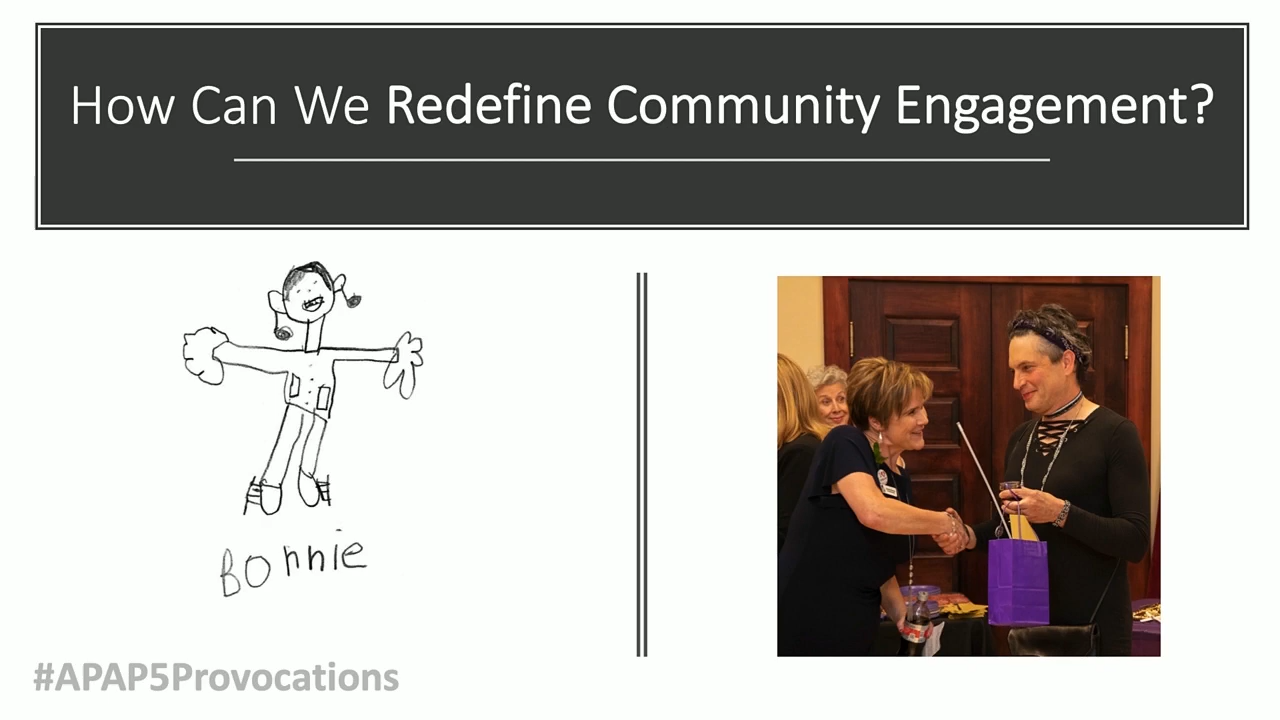 How Can We Redefine Community Engagement?
Bonnie
#APAP5Provocations